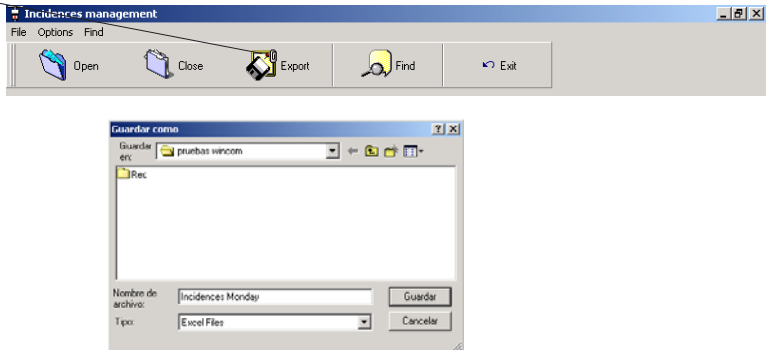 Incidences management
File Options Find
Open Close Export Find Exit
Guardar como
Guardar
en:
pruebas wincom
Rec
Nombre de
archivo:
Incidences Monday
Guardar
Tipo:
Excel Files
Cancelar